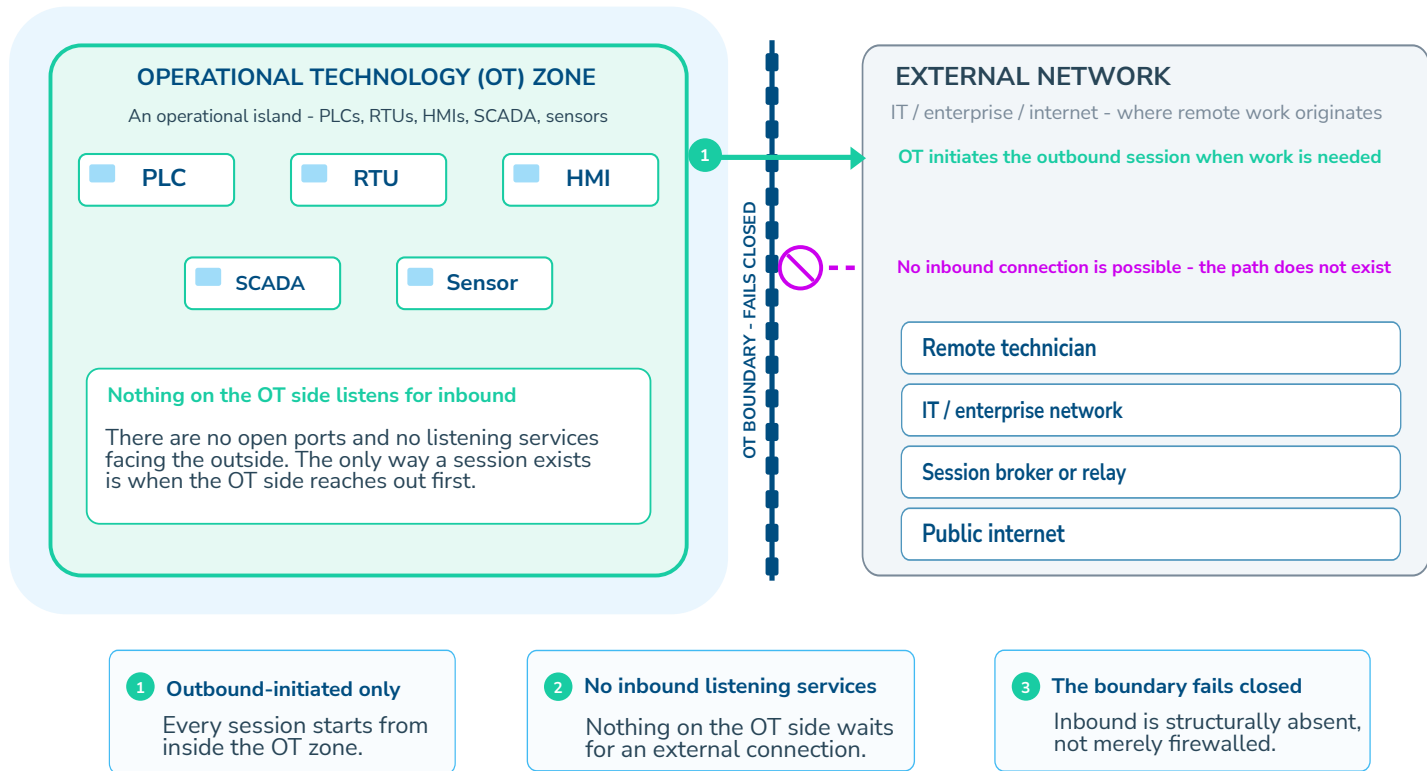 OPERATIONAL TECHNOLOGY (OT) ZONE
An operational island - PLCs, RTUs, HMIs, SCADA, sensors
PLC
RTU
HMI
SCADA
Sensor
Nothing on the OT side listens for inbound
There are no open ports and no listening services
facing the outside. The only way a session exists
is when the OT side reaches out first.
1
OT BOUNDARY - FAILS CLOSED
EXTERNAL NETWORK
IT / enterprise / internet - where remote work originates
OT initiates the outbound session when work is needed
No inbound connection is possible - the path does not exist
Remote technician
IT / enterprise network
Session broker or relay
Public internet
1 Outbound-initiated only
Every session starts from
inside the OT zone.
2 No inbound listening services
Nothing on the OT side waits
for an external connection.
3 The boundary fails closed
Inbound is structurally absent,
not merely firewalled.